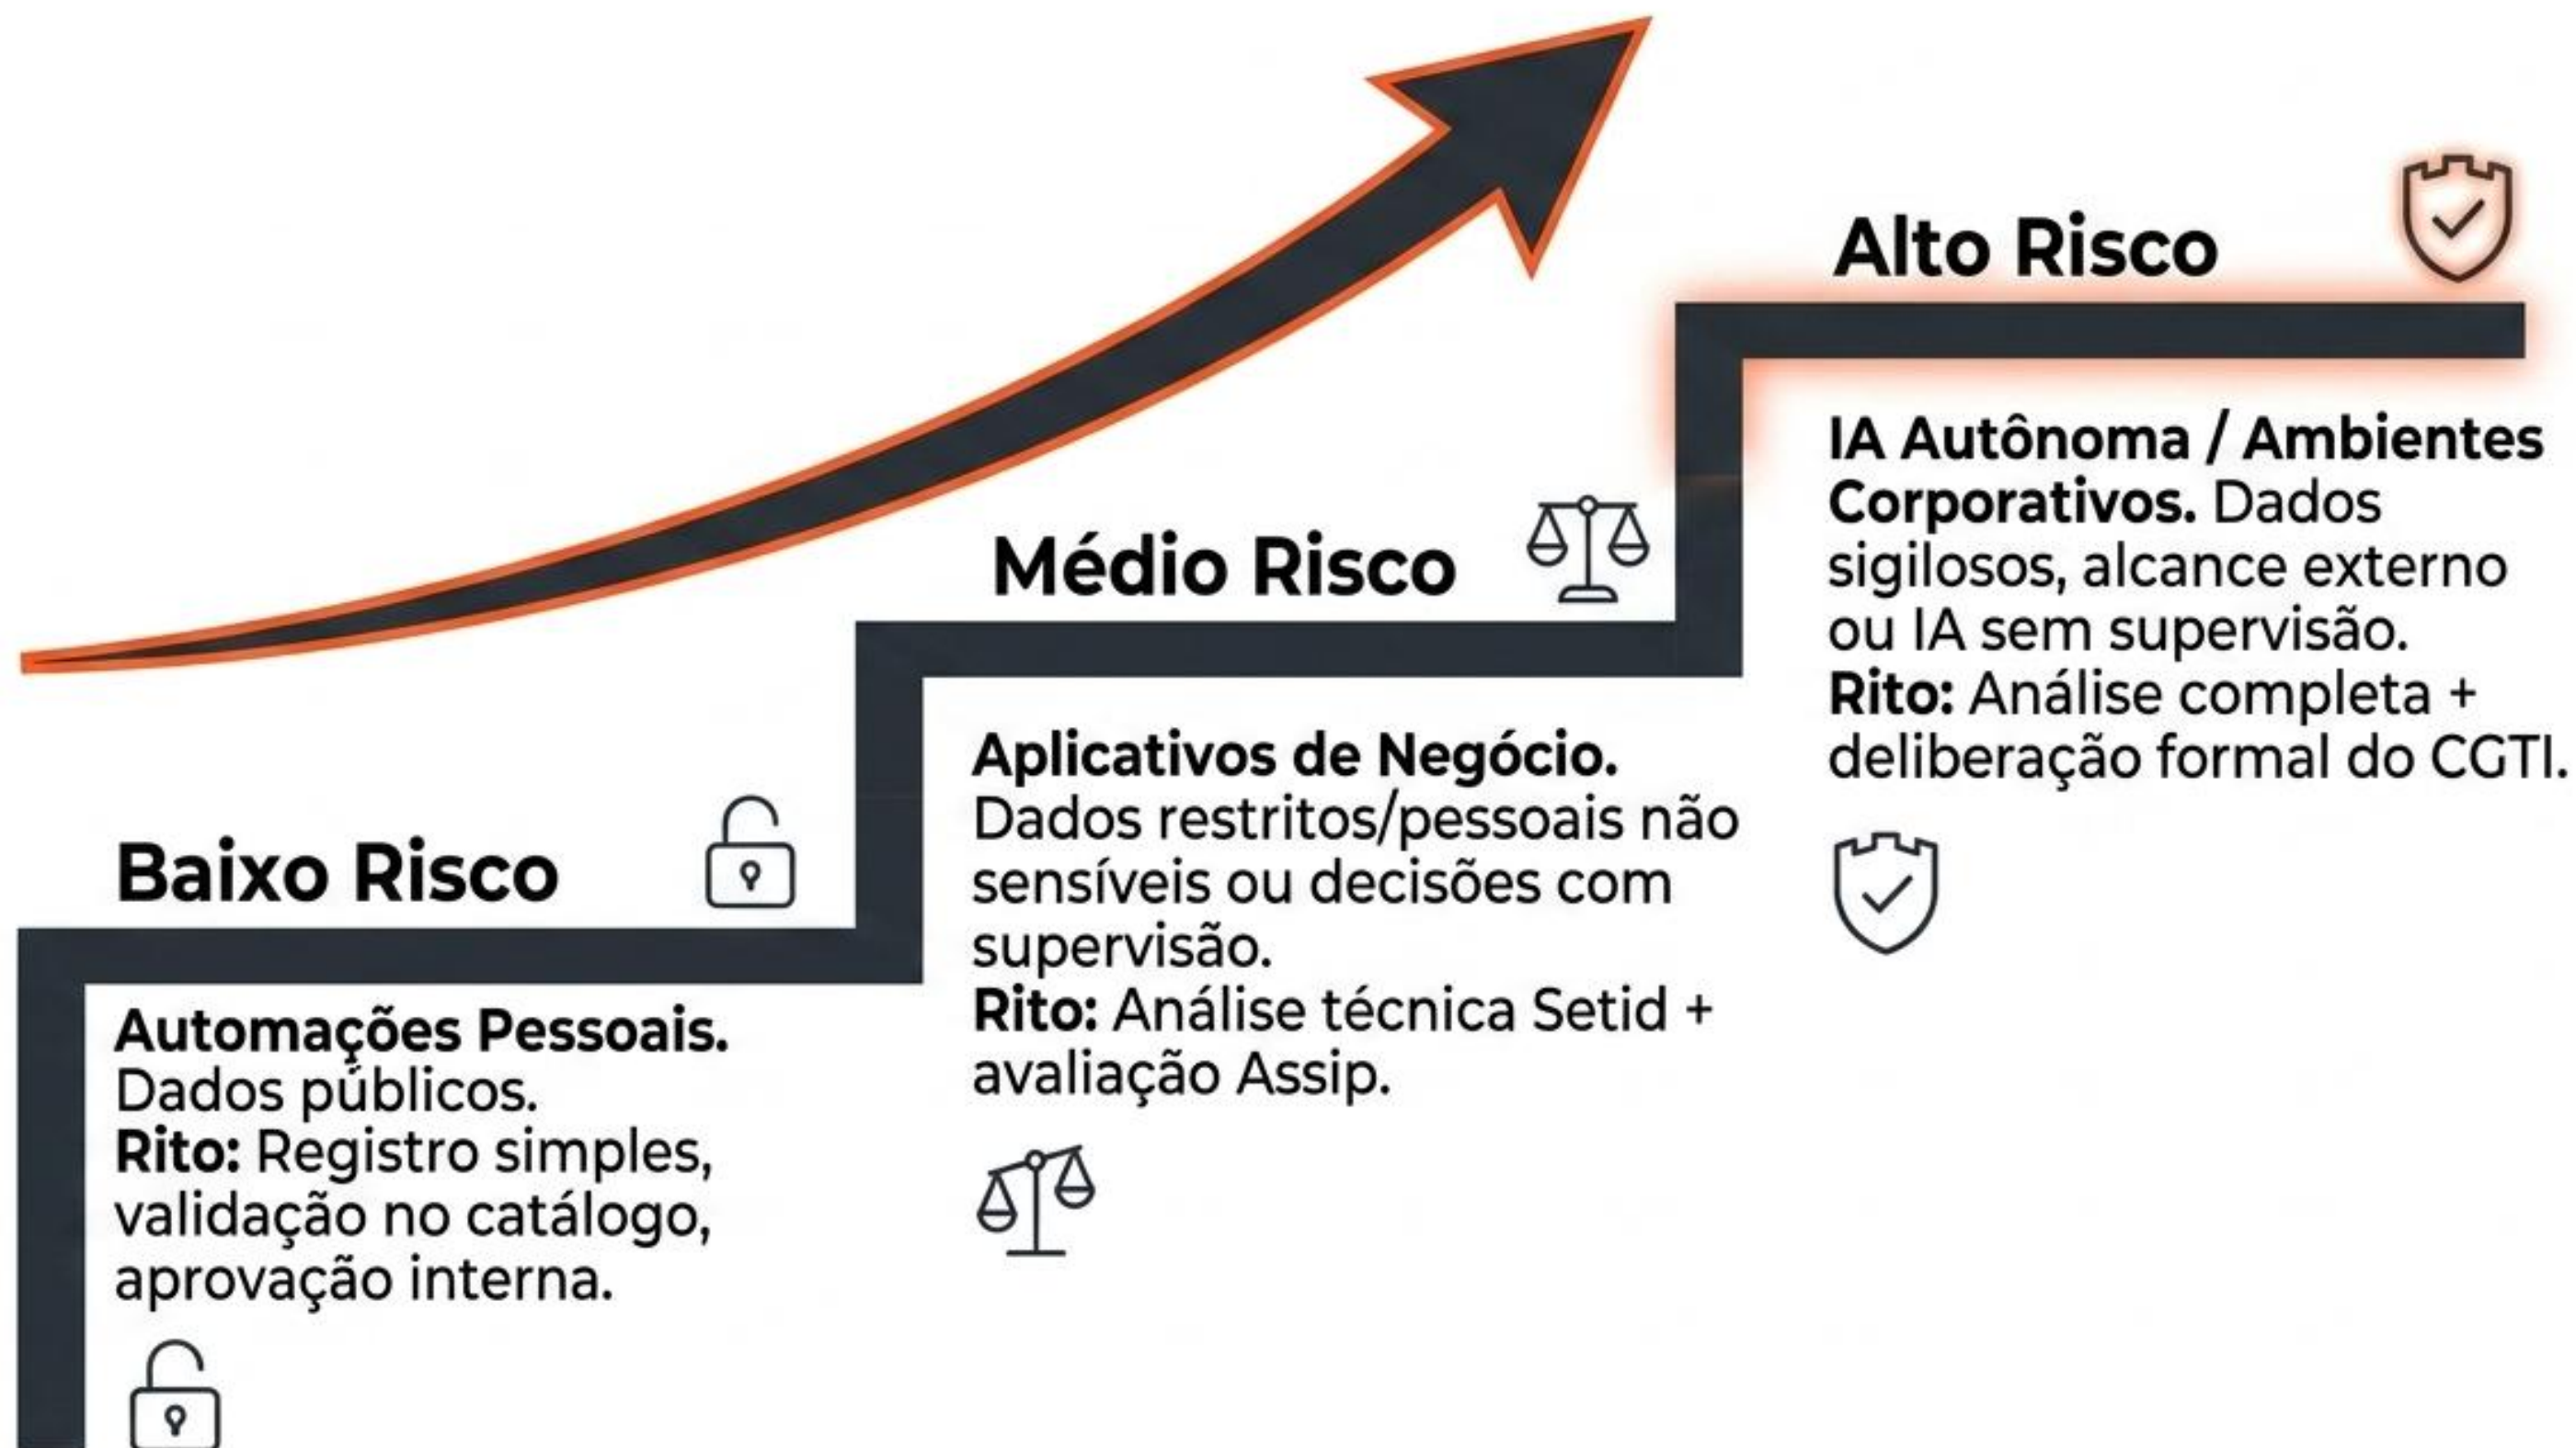 Baixo Risco
Automações Pessoais.
Dados públicos.
Rito: Registro simples,
validação no catálogo,
aprovação interna.
Médio Risco
Aplicativos de Negócio.
Dados restritos/pessoais não
sensíveis ou decisões com
supervisão.
Rito: Análise técnica Setid +
avaliação Assip.
Alto Risco
IA Autônoma / Ambientes
Corporativos. Dados
sigilosos, alcance externo
ou IA sem supervisão.
Rito: Análise completa +
deliberação formal do CGTI.